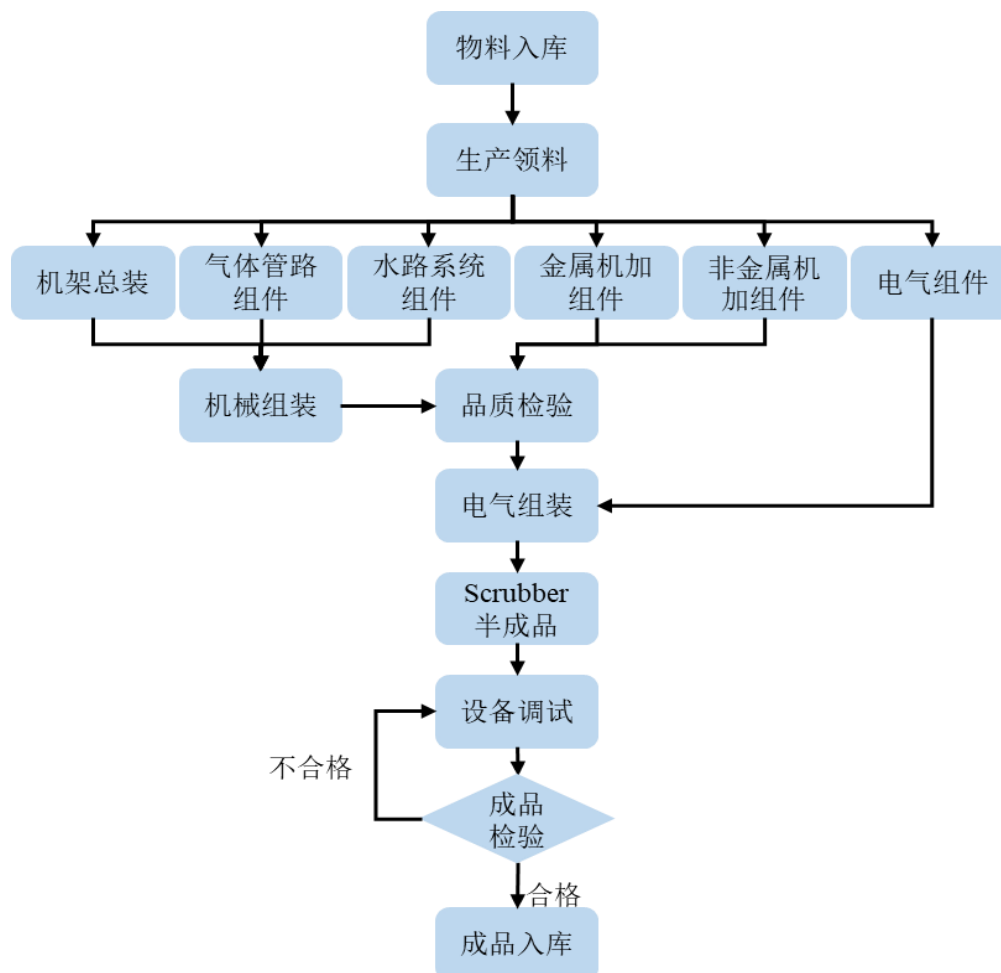 物料入库
生产领料
机架总装
气体管路
组件
水路系统
组件
金属机加
组件
非金属机
加组件
电气组件
机械组装
品质检验
电气组装
Scrubber
半成品
设备调试
不合格
成品
检验
合格
成品入库